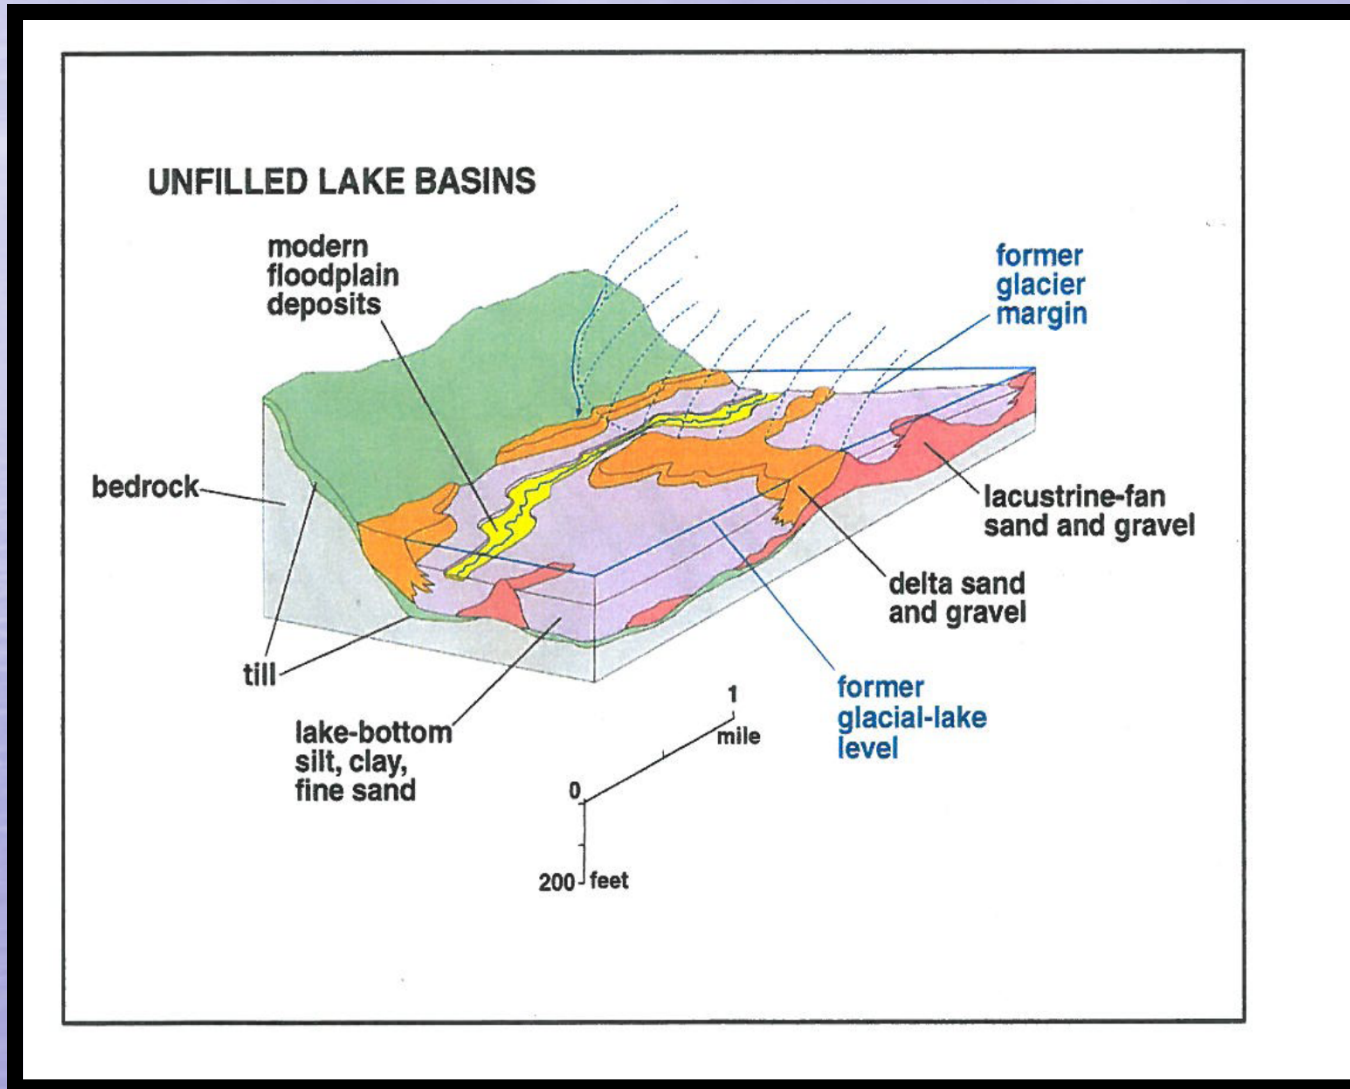 UNFILLED LAKE BASINS
modern
floodplain
deposits
former
glacier
margin
bedrock
lacustrine-fan
sand and gravel
delta sand
and gravel
till
former
glacial-lake
level
lake-bottom
silt, clay,
fine sand
1
mile
0
200 feet